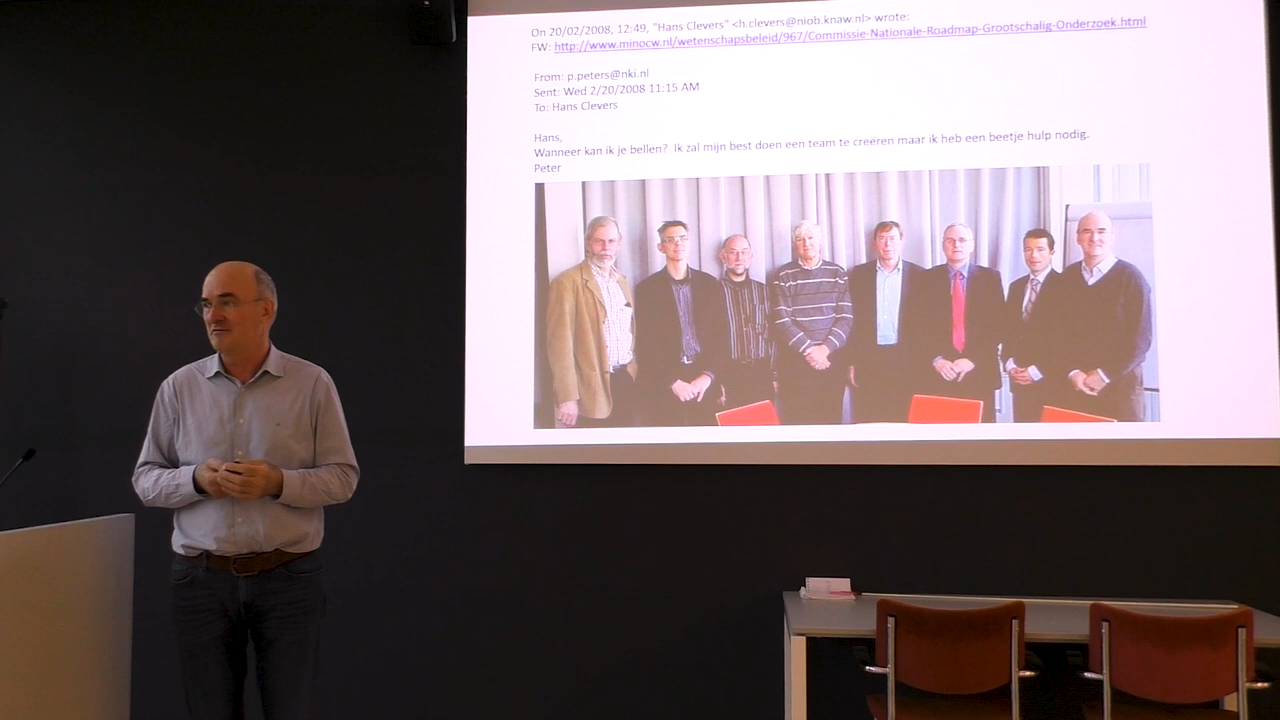 On 20/02/2008, 12:49, "Hans Clevers" <h.clevers@niob.knaw.nl> wrote:
FW: http://www.minocw.nl/wetenschapsbeleid/967/Commissie-Nationale-Roadmap-Grootschalig-Onderzoek.html
From: p.peters@nki.nl
Sent: Wed 2/20/2008 11:15 AM
To: Hans Clevers
Hans,
Wanneer kan ik je bellen? Ik zal mijn best doen een team te creëren maar ik heb een beetje hulp nodig.
Peter